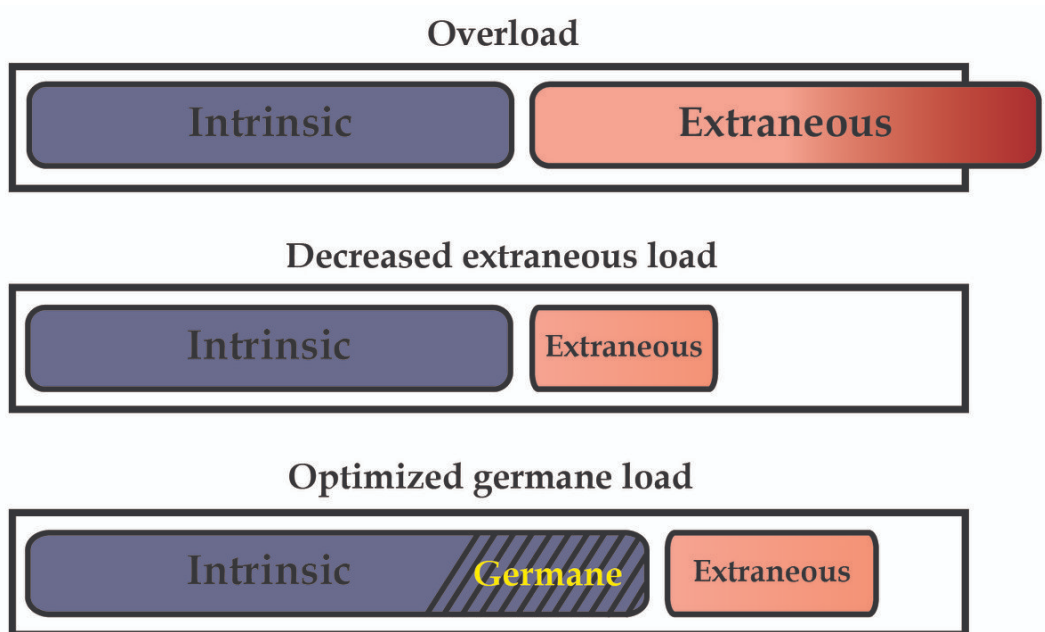 Overload
Intrinsic Extraneous
Decreased extraneous load
Intrinsic Extraneous
Optimized germane load
Intrinsic Germane Extraneous